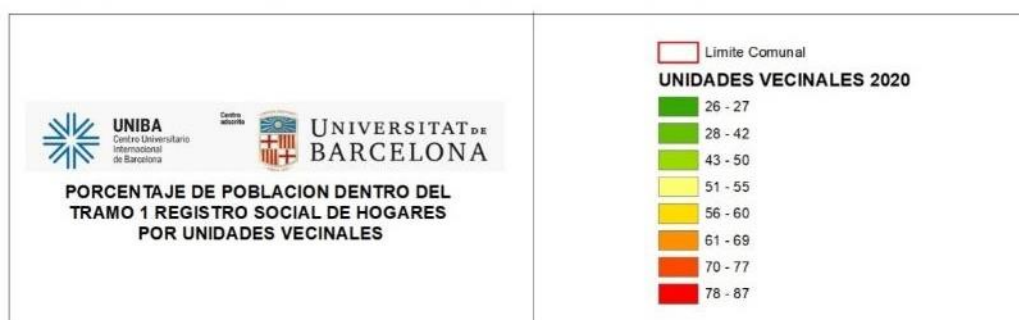 UNIBA
Centro Universitario
Internacional
de Barcelona
Centro
adscrito
UNIVERSITAT DE
BARCELONA
PORCENTAJE DE POBLACION DENTRO DEL
TRAMO 1 REGISTRO SOCIAL DE HOGARES
POR UNIDADES VECINALES
Limite Comunal
UNIDADES VECINALES 2020
26 - 27
28 - 42
43 - 50
51 - 55
56 - 60
61 - 69
70 - 77
78 - 87